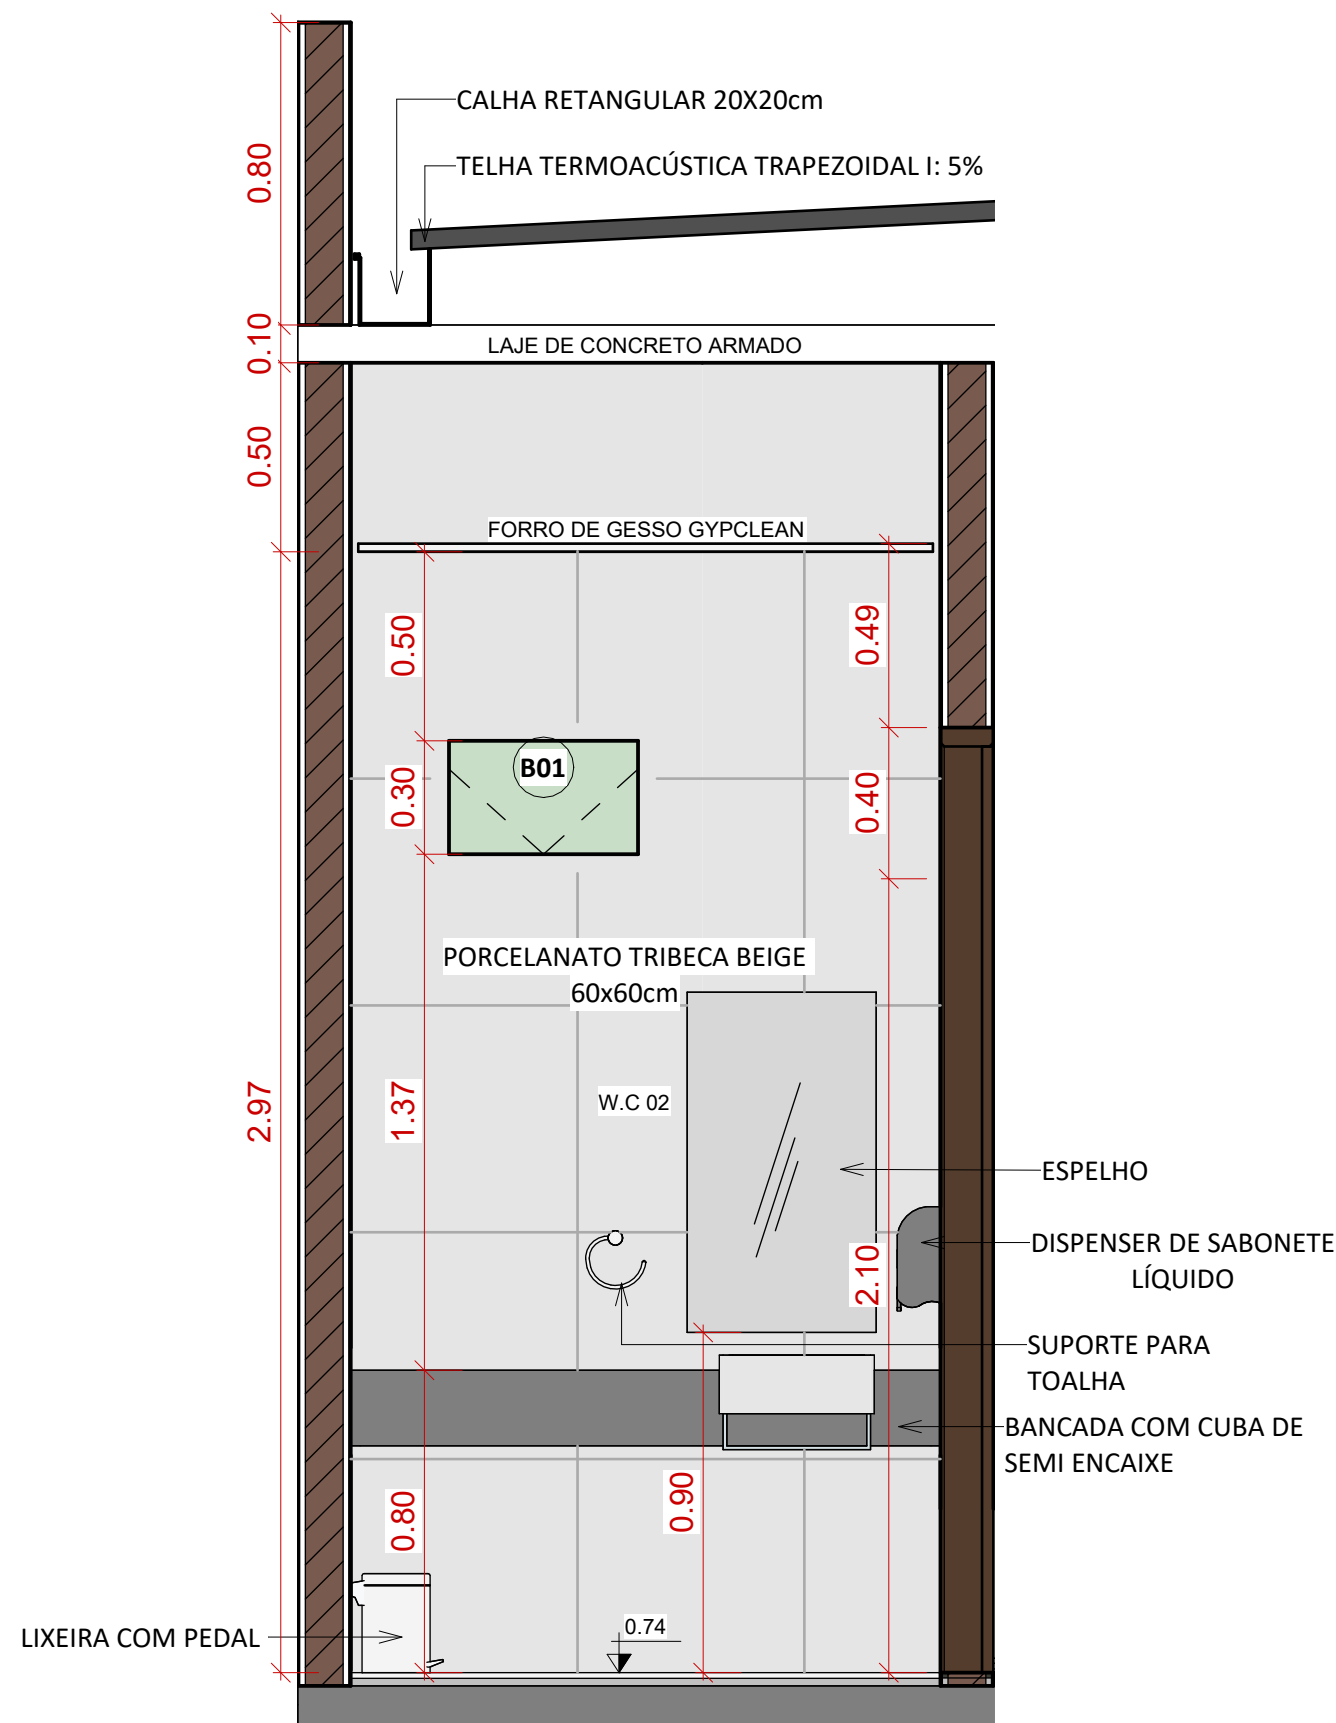 CALHA RETANGULAR 20X20cm
TELHA TERMOACÚSTICA TRAPEZOIDAL I: 5%
0.80
0.10
LAJE DE CONCRETO ARMADO
0.50
FORRO DE GESSO GYPCLEAN
0.50
0.49
B01
0.30
0.40
PORCELANATO TRIBECA BEIGE
60x60cm
2.97
1.37
W.C 02
ESPELHO
DISPENSER DE SABONETE
LÍQUIDO
2.10
SUPORTE PARA
TOALHA
BANCADA COM CUBA DE
SEMI ENCAIXE
0.80
0.90
LIXEIRA COM PEDAL
0.74